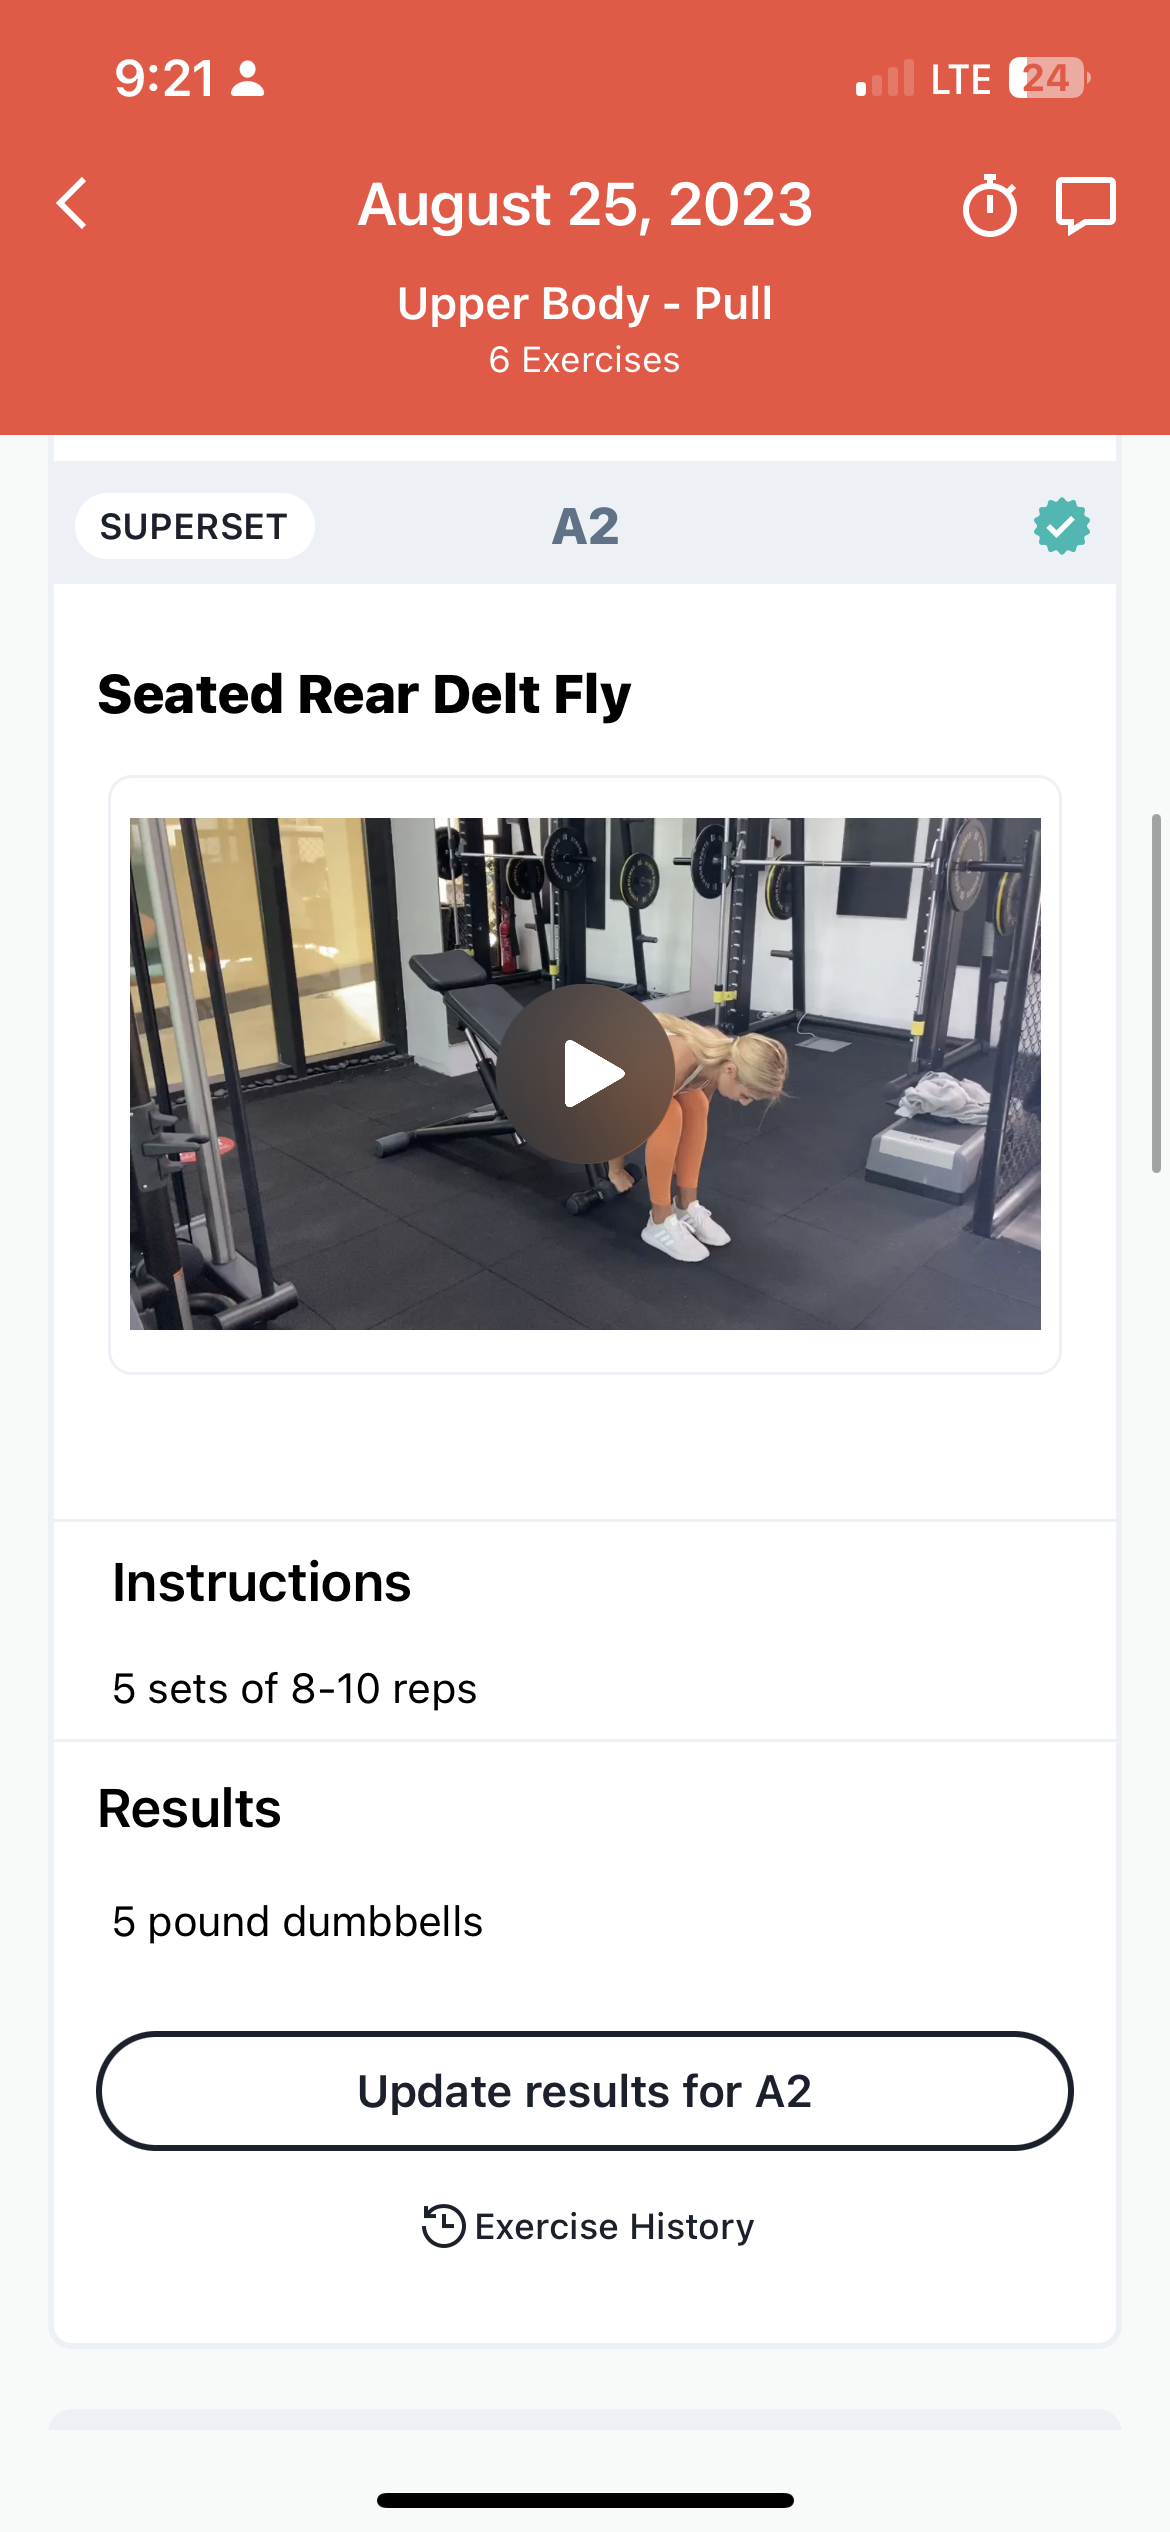 9:21
LTE 24
August 25, 2023
Upper Body - Pull
6 Exercises
SUPERSET
A2
Seated Rear Delt Fly
Instructions
5 sets of 8-10 reps
Results
5 pound dumbbells
Update results for A2
Exercise History